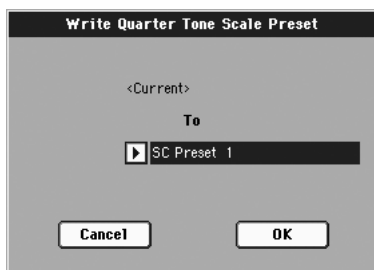 Write Quarter Tone Scale Preset
<Current>
To
SC Preset 1
Cancel OK